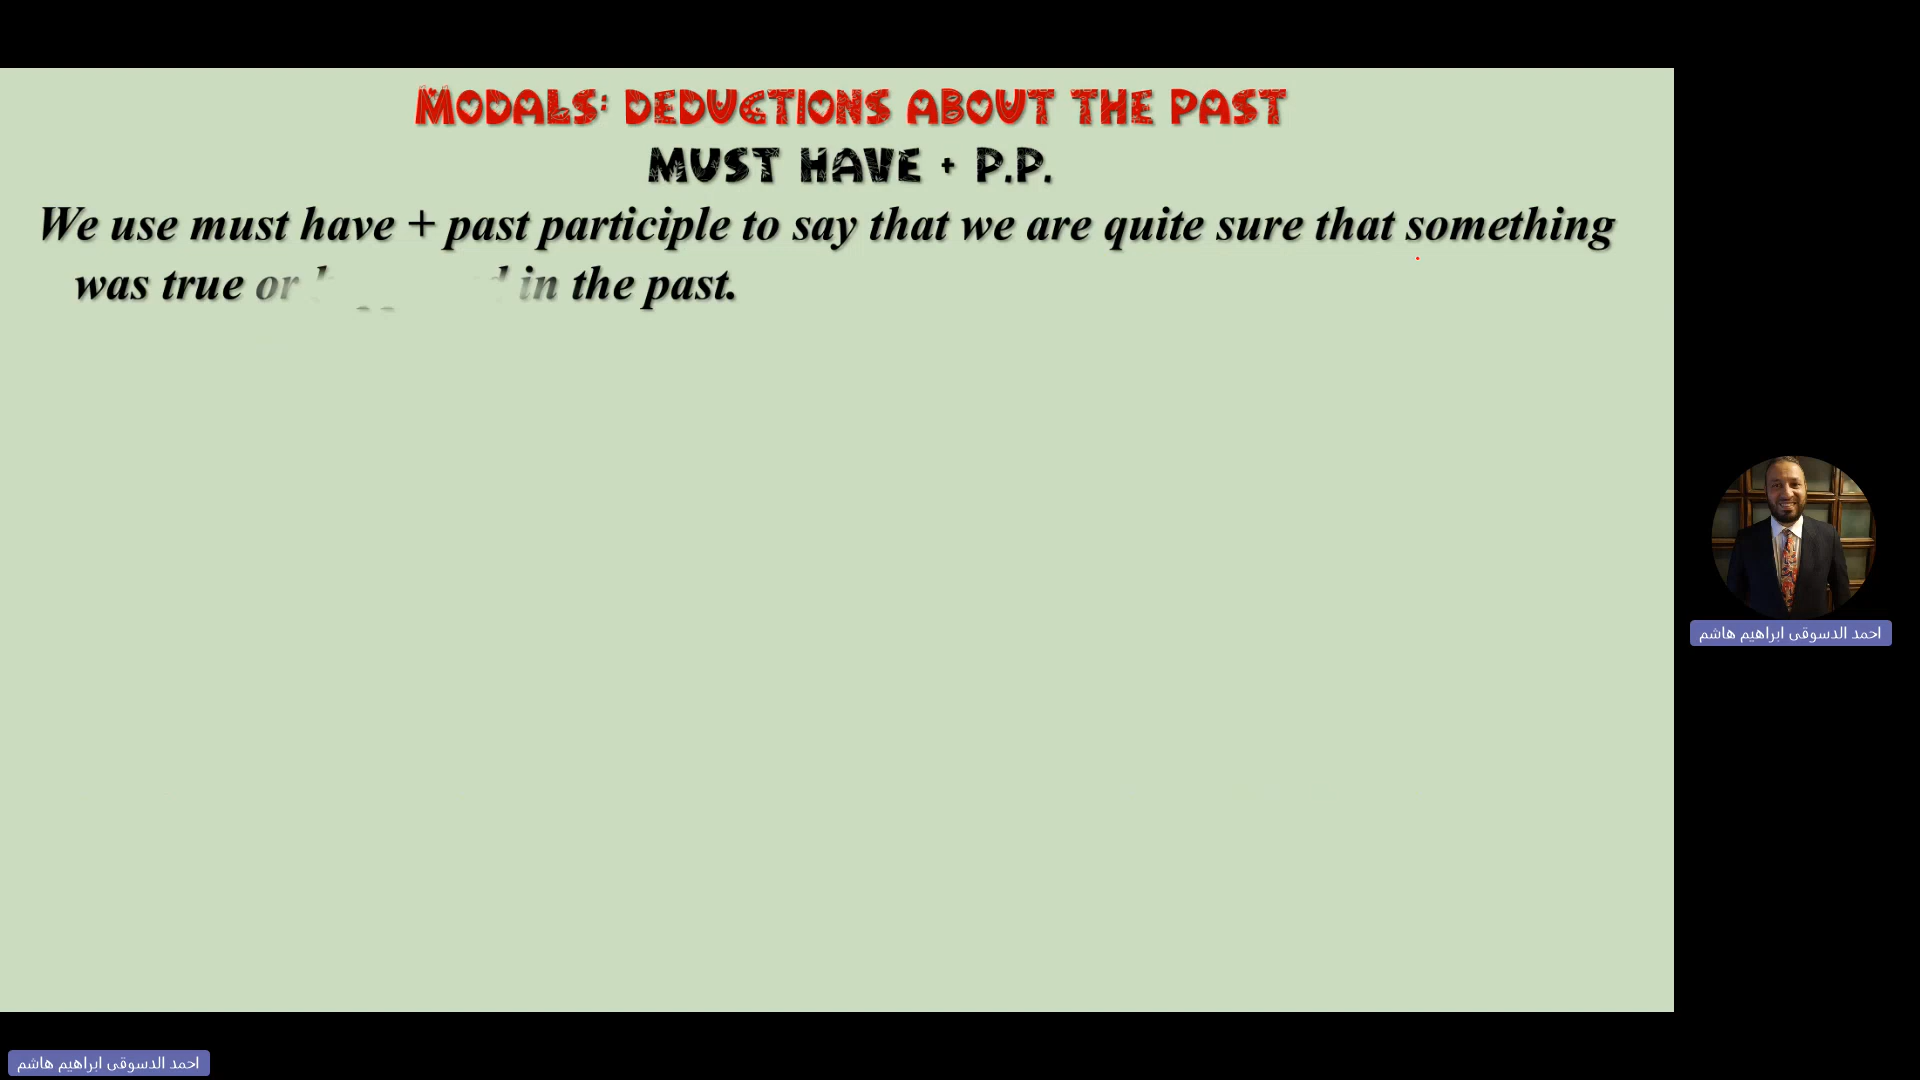 MODALS: DEDUCTIONS ABOUT THE PAST
MUST HAVE + P.P.
We use must have + past participle to say that we are quite sure that something
was true or in the past.
احمد الدسوقى ابراهيم هاشم
احمد الدسوقى ابراهيم هاشم